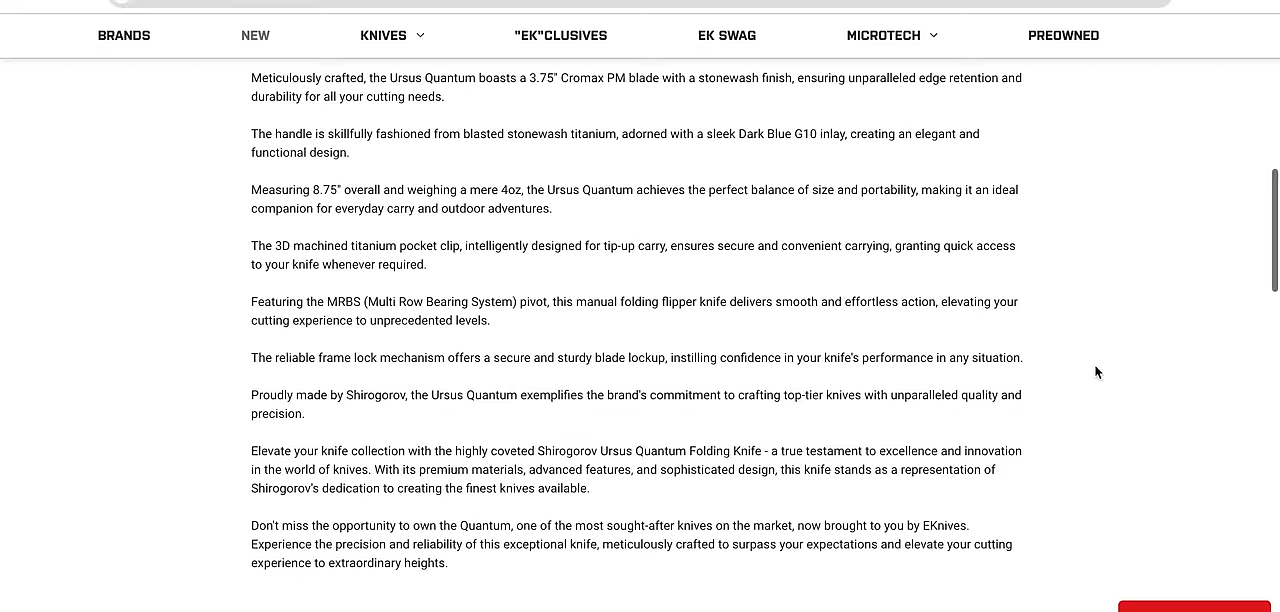 BRANDS NEW KNIVES "EK"CLUSIVES EK SWAG MICROTECH PREOWNED
Meticulously crafted, the Ursus Quantum boasts a 3.75" Cromax PM blade with a stonewash finish, ensuring unparalleled edge retention and
durability for all your cutting needs.
The handle is skillfully fashioned from blasted stonewash titanium, adorned with a sleek Dark Blue G10 inlay, creating an elegant and
functional design.
Measuring 8.75" overall and weighing a mere 4oz, the Ursus Quantum achieves the perfect balance of size and portability, making it an ideal
companion for everyday carry and outdoor adventures.
The 3D machined titanium pocket clip, intelligently designed for tip-up carry, ensures secure and convenient carrying, granting quick access
to your knife whenever required.
Featuring the MRBS (Multi Row Bearing System) pivot, this manual folding flipper knife delivers smooth and effortless action, elevating your
cutting experience to unprecedented levels.
The reliable frame lock mechanism offers a secure and sturdy blade lockup, instilling confidence in your knife's performance in any situation.
Proudly made by Shirogorov, the Ursus Quantum exemplifies the brand's commitment to crafting top-tier knives with unparalleled quality and
precision.
Elevate your knife collection with the highly coveted Shirogorov Ursus Quantum Folding Knife - a true testament to excellence and innovation
in the world of knives. With its premium materials, advanced features, and sophisticated design, this knife stands as a representation of
Shirogorov's dedication to creating the finest knives available.
Don't miss the opportunity to own the Quantum, one of the most sought-after knives on the market, now brought to you by EKnives.
Experience the precision and reliability of this exceptional knife, meticulously crafted to surpass your expectations and elevate your cutting
experience to extraordinary heights.